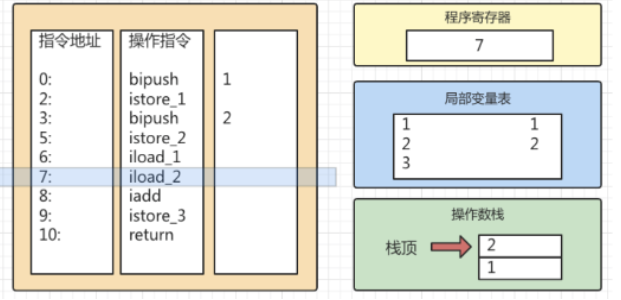 指令地址 操作指令
0: bipush 1
2: istore_1
3: bipush 2
5: istore_2
6: iload_1
7: iload_2
8: iadd
9: istore_3
10: return
程序寄存器
7
局部变量表
1 1
2 2
3
操作数栈
栈顶 2
1